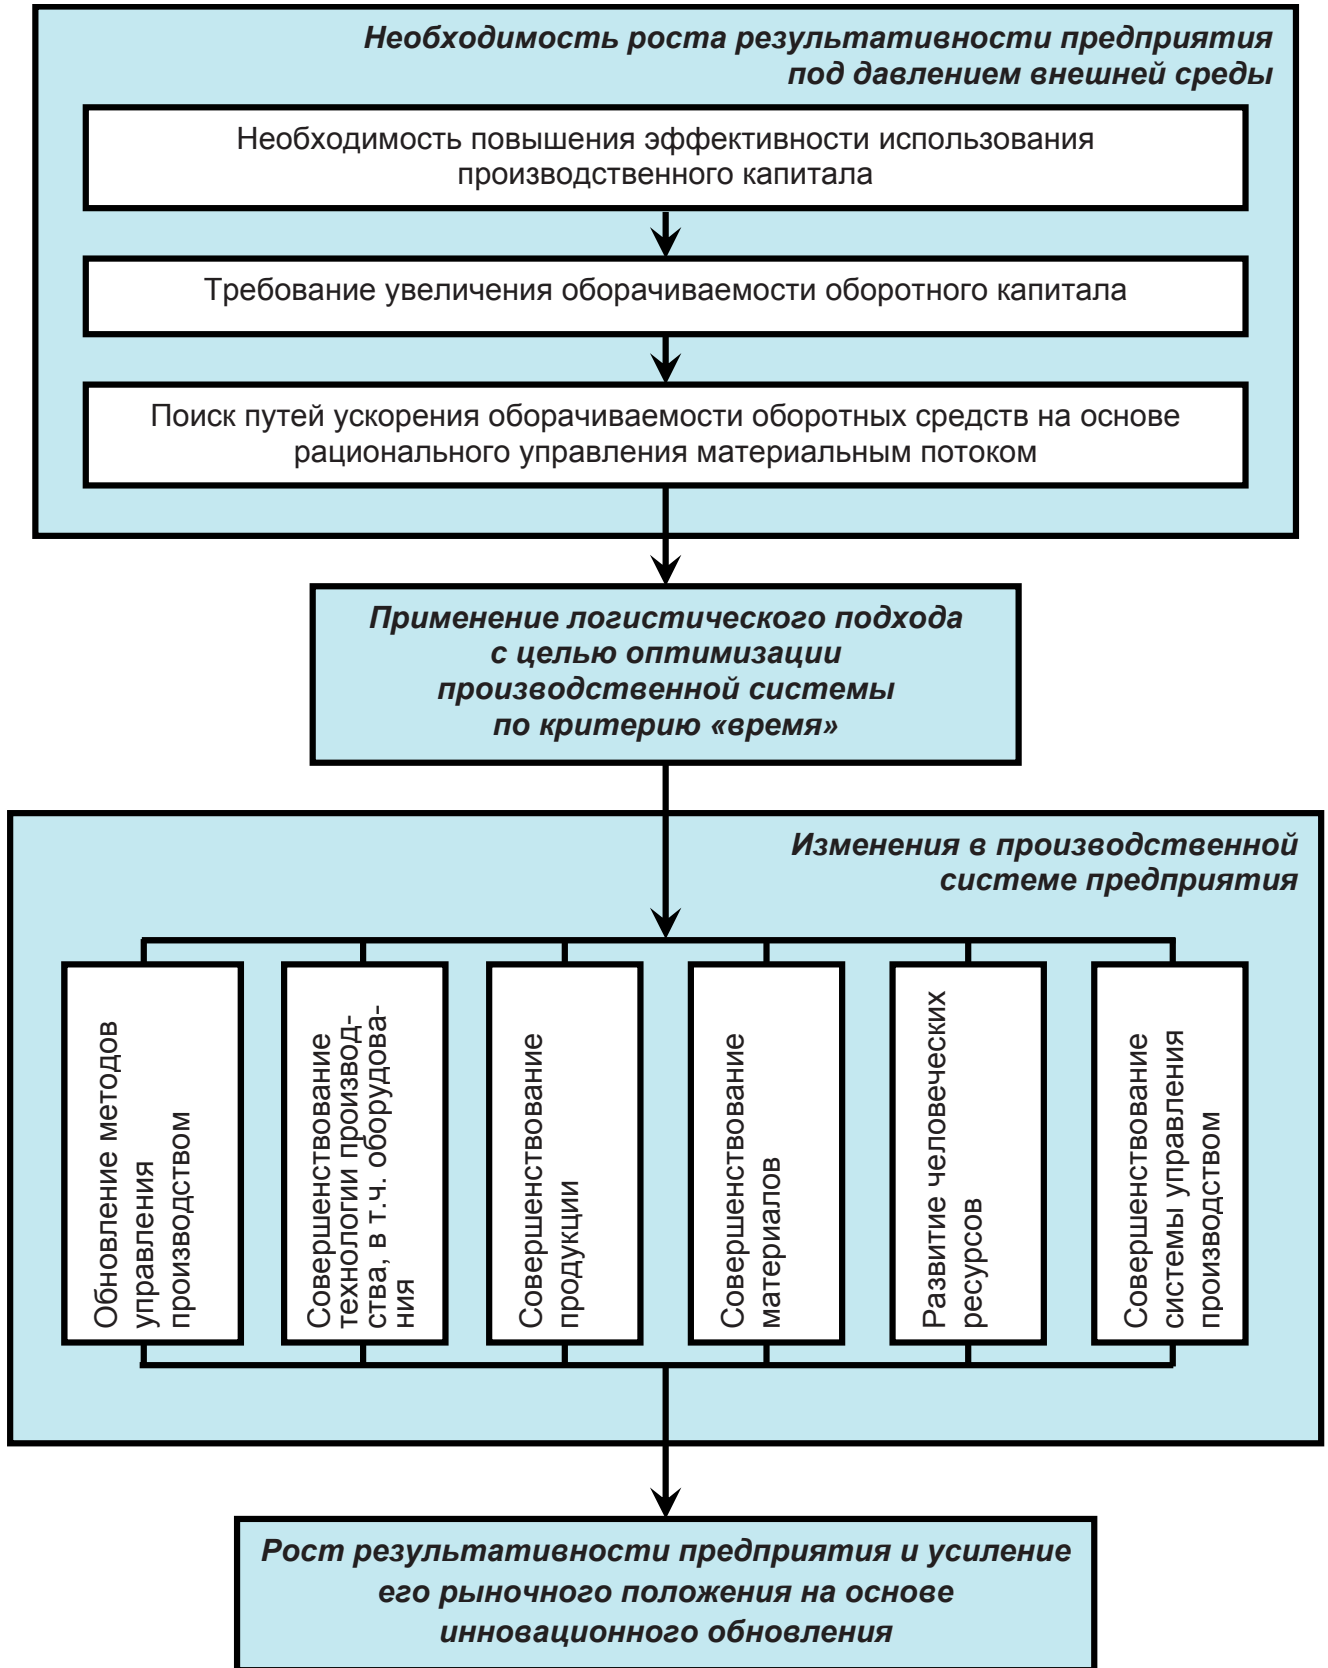 Необходимость роста результативности предприятия
под давлением внешней среды
Необходимость повышения эффективности использования
производственного капитала
Требование увеличения оборачиваемости оборотного капитала
Поиск путей ускорения оборачиваемости оборотных средств на основе
рационального управления материальным потоком
Применение логистического подхода
с целью оптимизации
производственной системы
по критерию «время»
Изменения в производственной
системе предприятия
Обновление методов
управления
производством
Совершенствование
технологии производ-
ства, в т.ч. оборудова-
ния
Совершенствование
продукции
Совершенствование
материалов
Развитие человеческих
ресурсов
Совершенствование
системы управления
производством
Рост результативности предприятия и усиление
его рыночного положения на основе
инновационного обновления